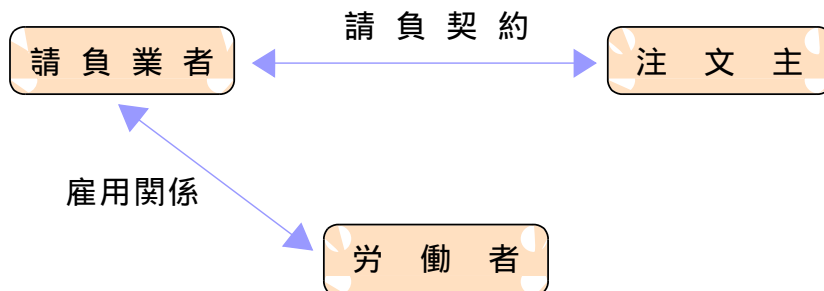 請負契約
請負業者
注文主
雇用関係
労働者